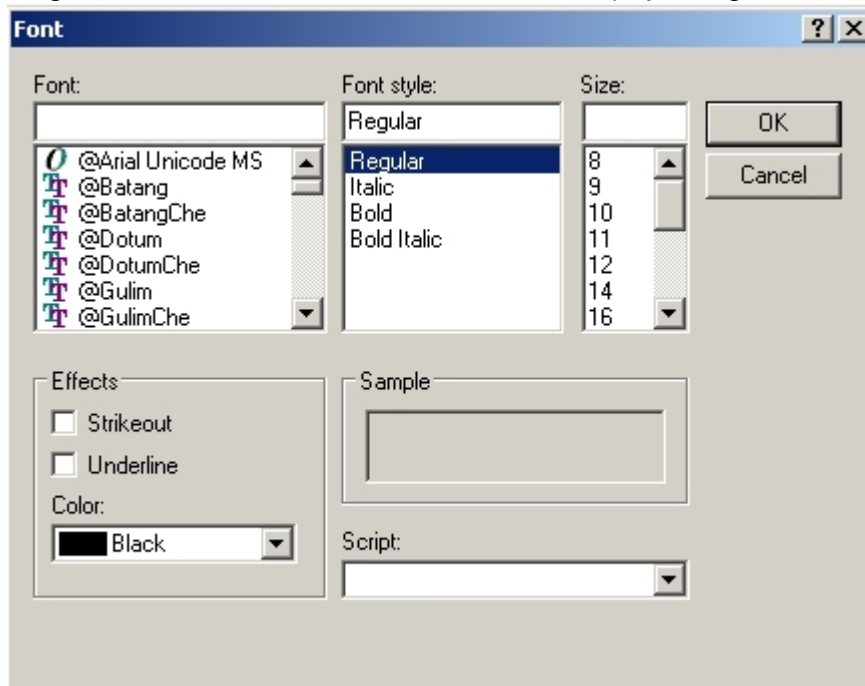 Font
Font:
Font style:
Size:
Regular
OK
Cancel
@Arial Unicode MS
@Batang
@BatangChe
@Dotum
@DotumChe
@Gulim
@GulimChe
Regular
Italic
Bold
Bold Italic
8
9
10
11
12
14
16
Effects
Strikeout
Underline
Color:
Black
Sample
Script: